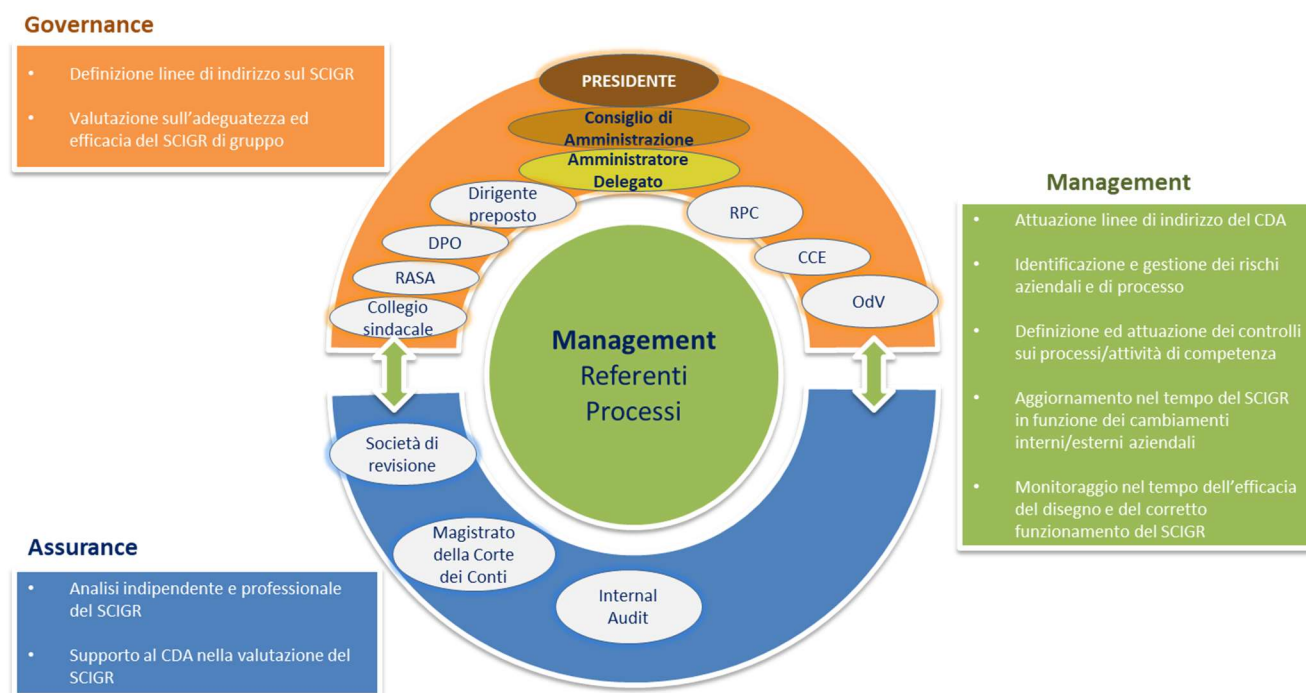 Governance
• Definizione linee di indirizzo sul SCIGR
• Valutazione sull'adeguatezza ed
efficacia del SCIGR di gruppo
PRESIDENTE
Consiglio di
Amministrazione
Amministratore
Delegato
Dirigente
preposto
DPO
RASA
Collegio
sindacale
RPC
CCE
OdV
Management
Referenti
Processi
Management
• Attuazione linee di indirizzo del CDA
• Identificazione e gestione dei rischi
aziendali e di processo
• Definizione ed attuazione dei controlli
sui processi/attività di competenza
• Aggiornamento nel tempo del SCIGR
in funzione dei cambiamenti
interni/esterni aziendali
• Monitoraggio nel tempo dell'efficacia
del disegno e del corretto
funzionamento del SCIGR
Società di
revisione
Magistrato
della Corte
dei Conti
Internal
Audit
Assurance
• Analisi indipendente e professionale
del SCIGR
• Supporto al CDA nella valutazione del
SCIGR